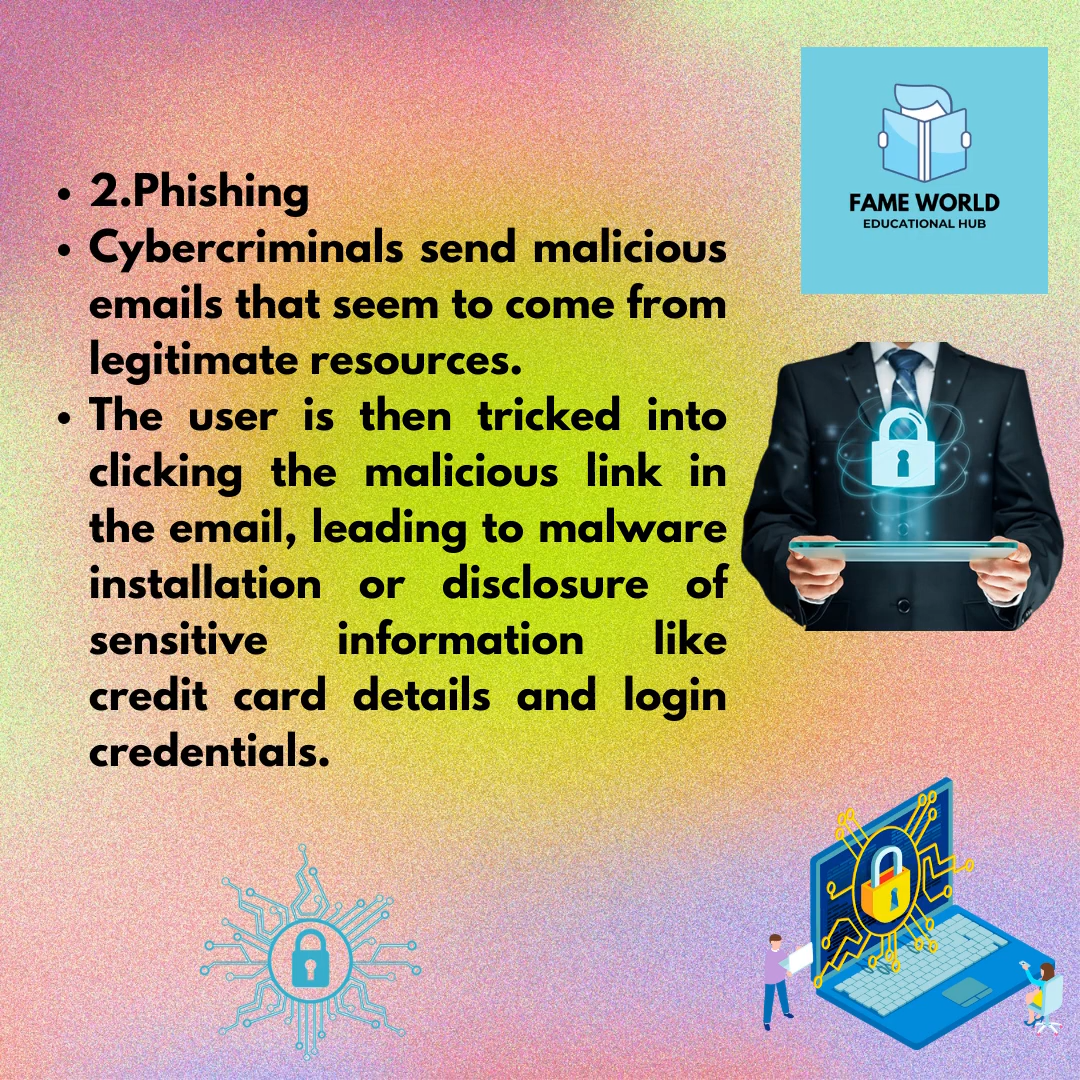 FAME WORLD
EDUCATIONAL HUB
• 2.Phishing
• Cybercriminals send malicious
emails that seem to come from
legitimate resources.
• The user is then tricked into
clicking the malicious link in
the email, leading to malware
installation or disclosure of
sensitive information like
credit card details and login
credentials.